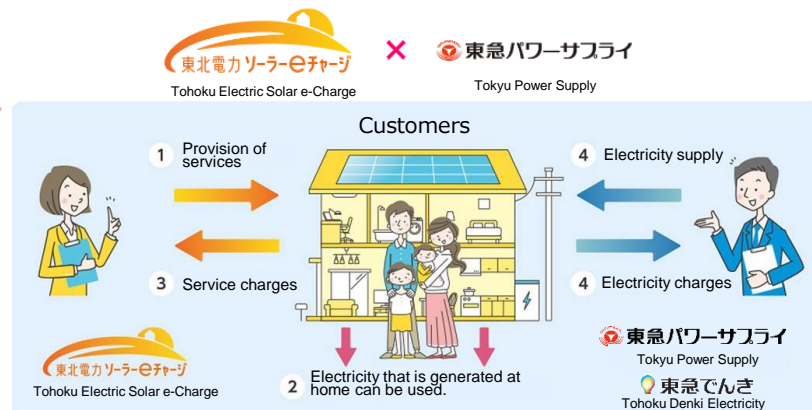 東北電力 ソーラーeチャージ
×
東急パワーサプライ
Tohoku Electric Solar e-Charge
Tokyu Power Supply
Customers
1 Provision of
services
4 Electricity supply
3 Service charges
4 Electricity charges
東北電力 ソーラーeチャージ
Tohoku Electric Solar e-Charge
2 Electricity that is generated at
home can be used.
東急パワーサプライ
Tokyu Power Supply
東急でんき
Tohoku Denki Electricity